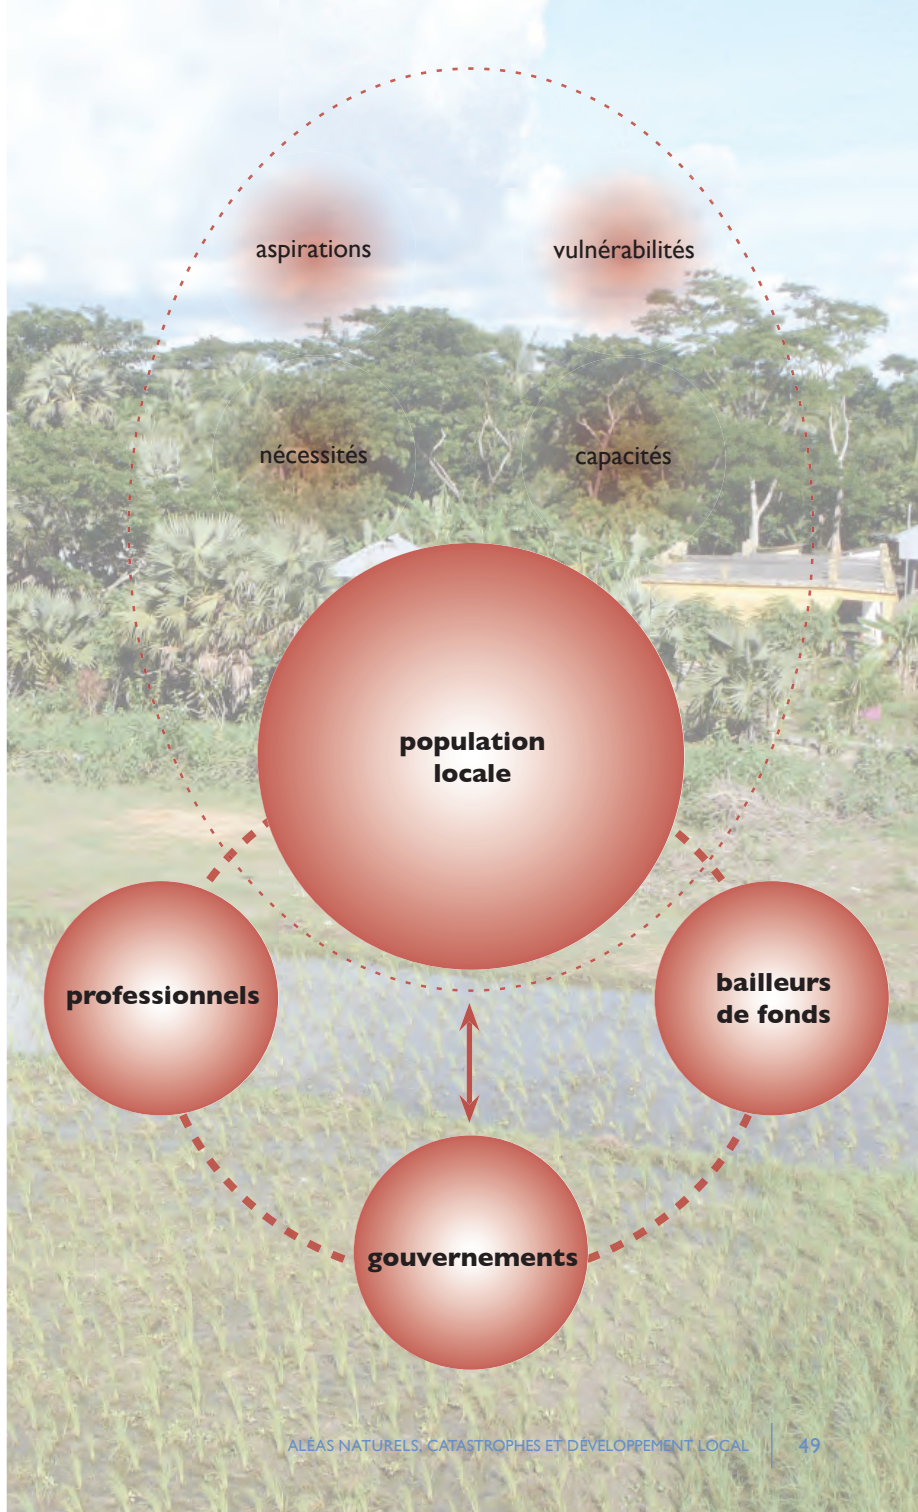 aspirations
vulnérabilités
nécessités
capacités
population
locale
professionnels
bailleurs
de fonds
gouvernements
ALÉAS NATURELS, CATASTROPHES ET DÉVELOPPEMENT LOCAL
49